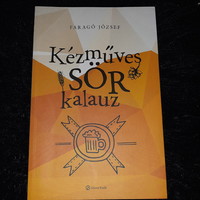 FARAGÓ JÓZSEF
Kézműves
SÖR
kalauz